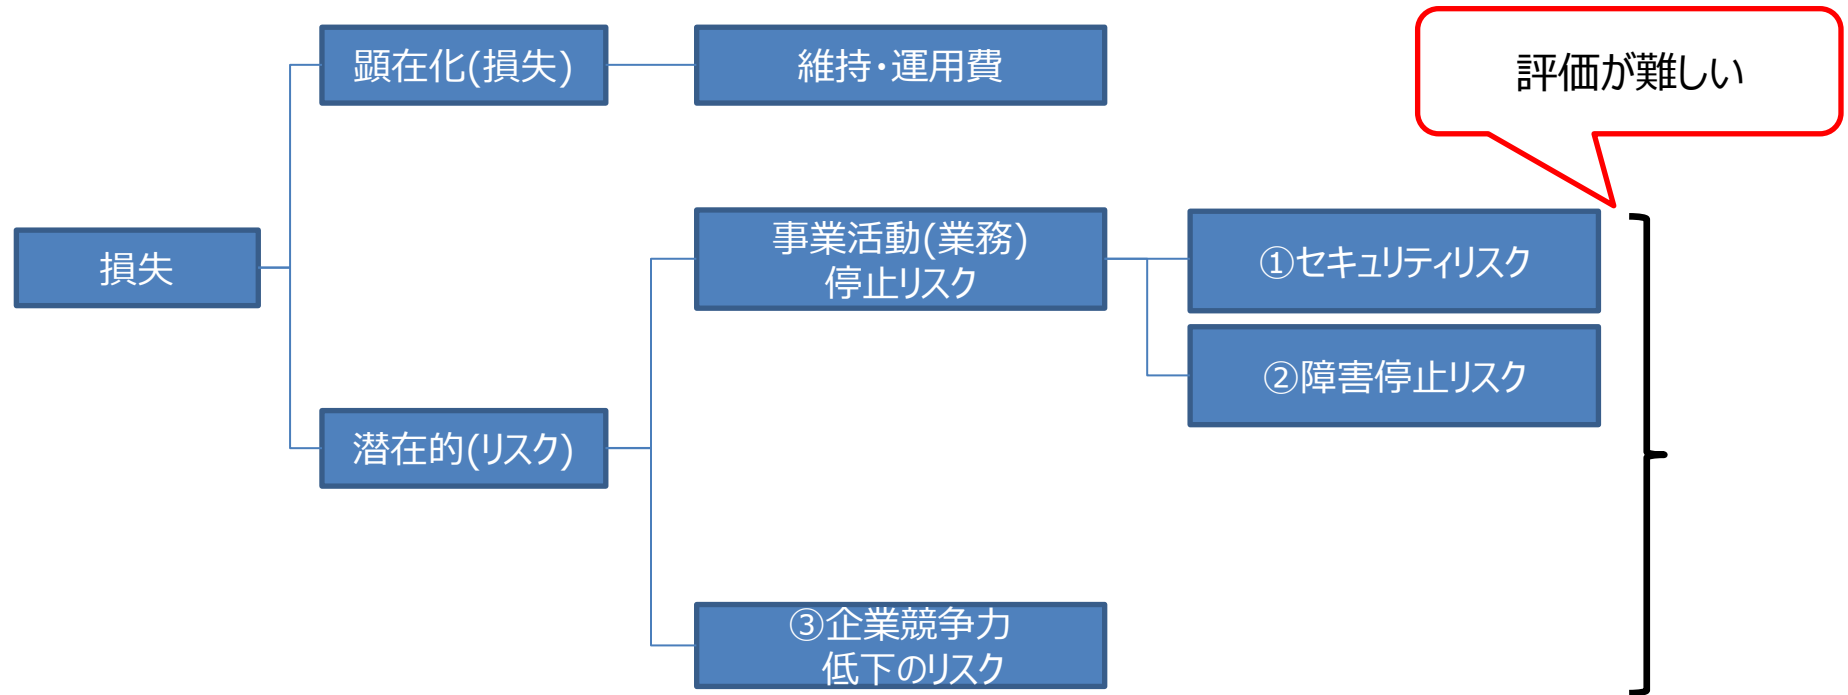 顕在化(損失)
維持・運用費
評価が難しい
損失
事業活動(業務)
停止リスク
①セキュリティリスク
②障害停止リスク
潜在的(リスク)
③企業競争力
低下のリスク